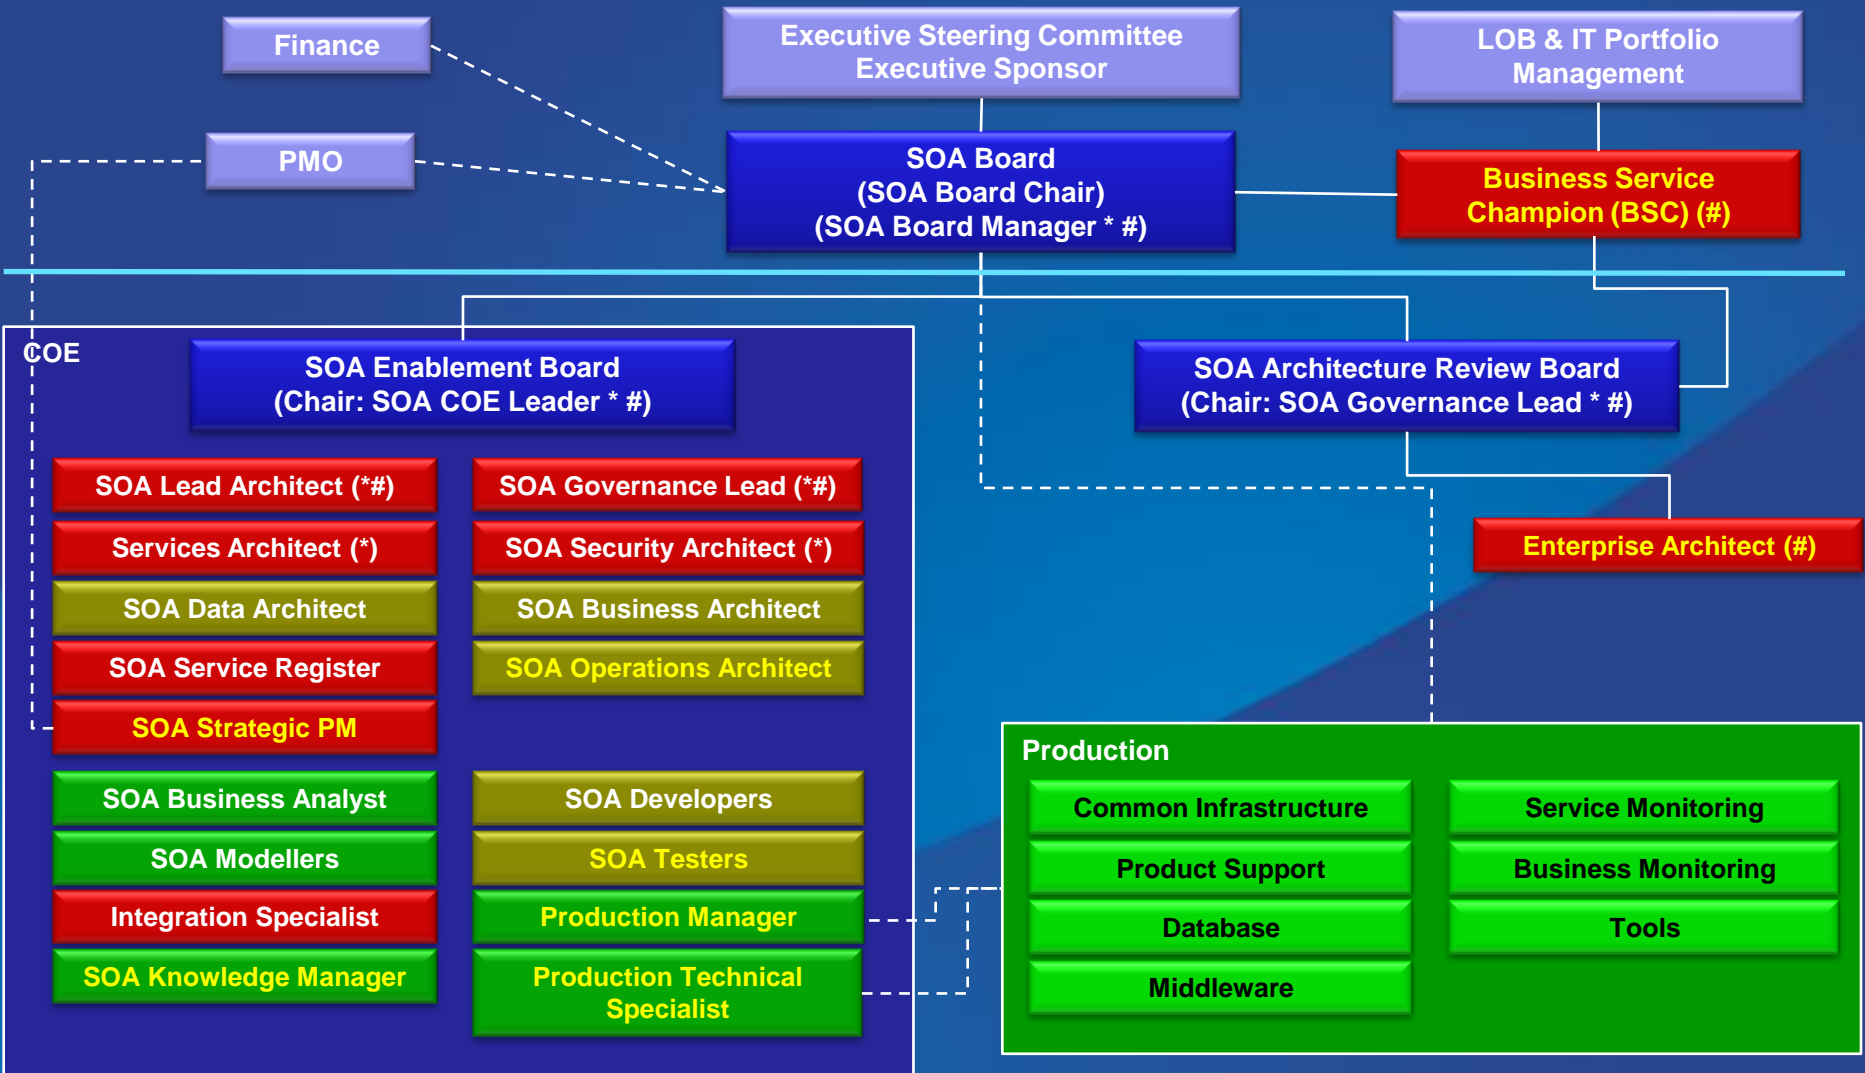 Finance
Executive Steering Committee
Executive Sponsor
LOB & IT Portfolio
Management
PMO
SOA Board
(SOA Board Chair)
(SOA Board Manager * #)
Business Service
Champion (BSC) (#)
COE
SOA Enablement Board
(Chair: SOA COE Leader * #)
SOA Architecture Review Board
(Chair: SOA Governance Lead * #)
SOA Lead Architect (*#)
SOA Governance Lead (*#)
Services Architect (*)
SOA Security Architect (*)
Enterprise Architect (#)
SOA Data Architect
SOA Business Architect
SOA Service Register
SOA Operations Architect
SOA Strategic PM
SOA Business Analyst
SOA Developers
SOA Modellers
SOA Testers
Integration Specialist
Production Manager
SOA Knowledge Manager
Production Technical
Specialist
Production
Common Infrastructure
Service Monitoring
Product Support
Business Monitoring
Database
Tools
Middleware